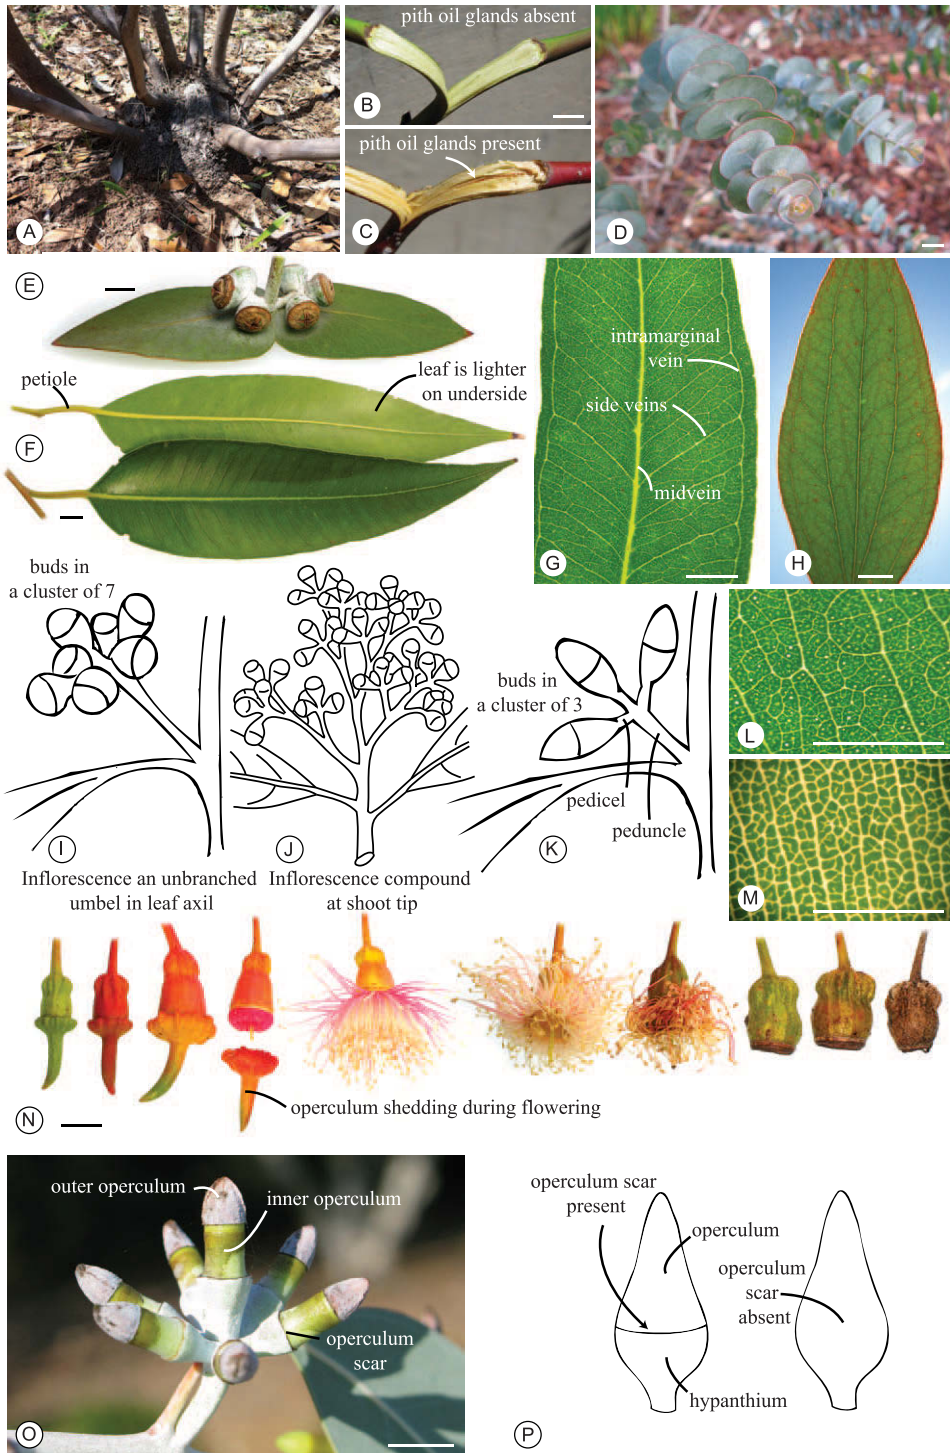 pith oil glands absent
A
B
pith oil glands present
C
D
E
petiole
leaf is lighter
on underside
F
intramarginal
vein
side veins
midvein
G
H
buds in
a cluster of 7
I
Inflorescence an unbranched
umbel in leaf axil
J
Inflorescence compound
at shoot tip
buds in
a cluster of 3
pedicel
peduncle
K
L
M
operculum shedding during flowering
N
outer operculum
inner operculum
operculum
scar
O
operculum scar
present
operculum
operculum
scar
absent
hypanthium
P